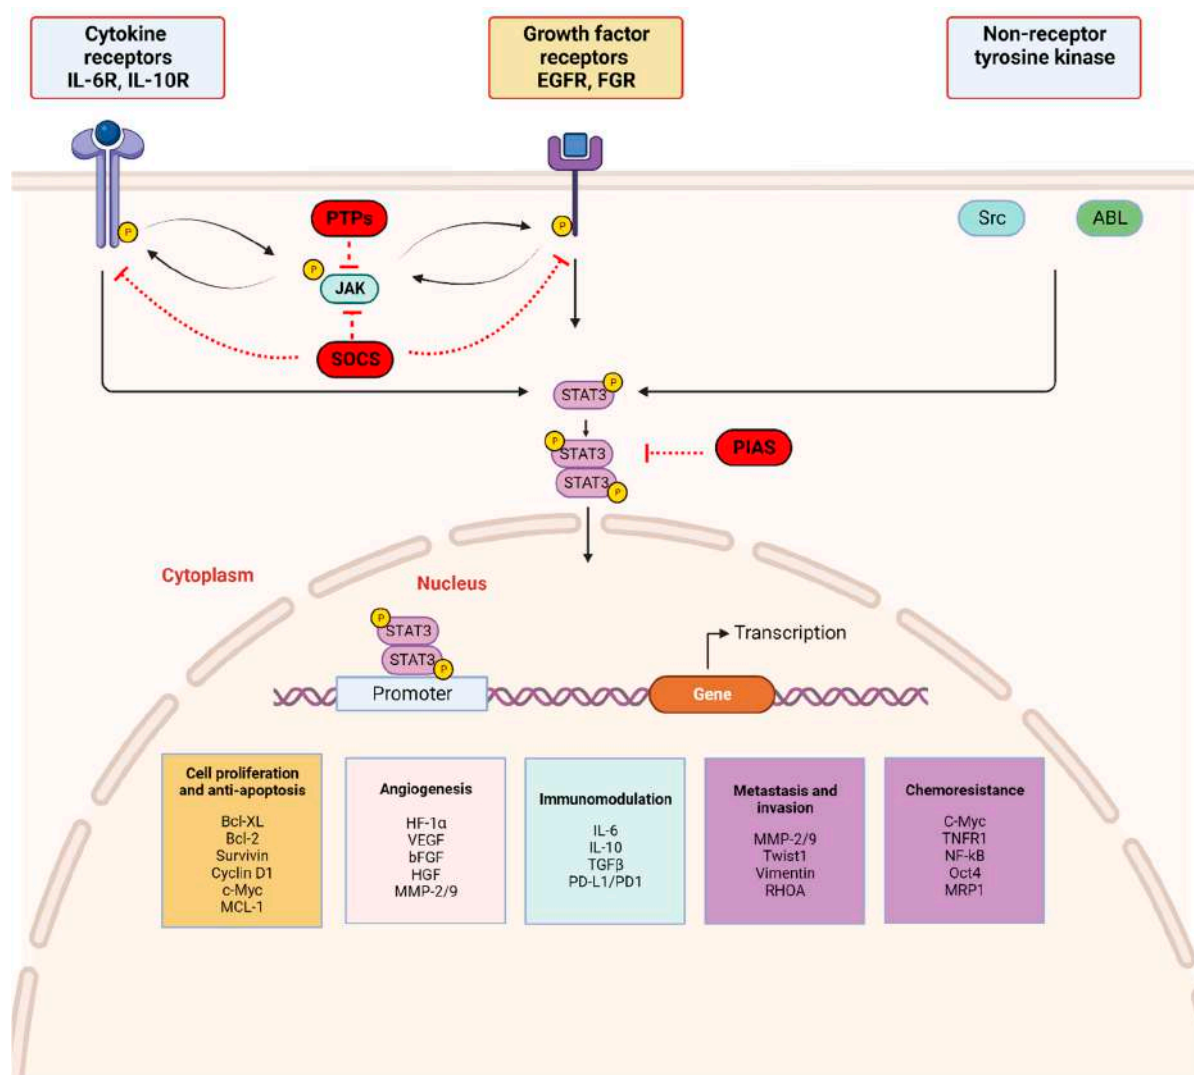 Cytokine
receptors
IL-6R, IL-10R
Growth factor
receptors
EGFR, FGR
Non-receptor
tyrosine kinase
PTPs
Src
ABL
P
P
P
JAK
SOCS
P
STAT3
P
STAT3
STAT3
P
PIAS
Cytoplasm
Nucleus
P
STAT3
STAT3
P
Transcription
Promoter
Gene
Cell proliferation
and anti-apoptosis
Bcl-XL
Bcl-2
Survivin
Cyclin D1
c-Myc
MCL-1
Angiogenesis
HF-1α
VEGF
bFGF
HGF
MMP-2/9
Immunomodulation
IL-6
IL-10
TGFβ
PD-L1/PD1
Metastasis and
invasion
MMP-2/9
Twist1
Vimentin
RHOA
Chemoresistance
C-Myc
TNFR1
NF-kB
Oct4
MRP1